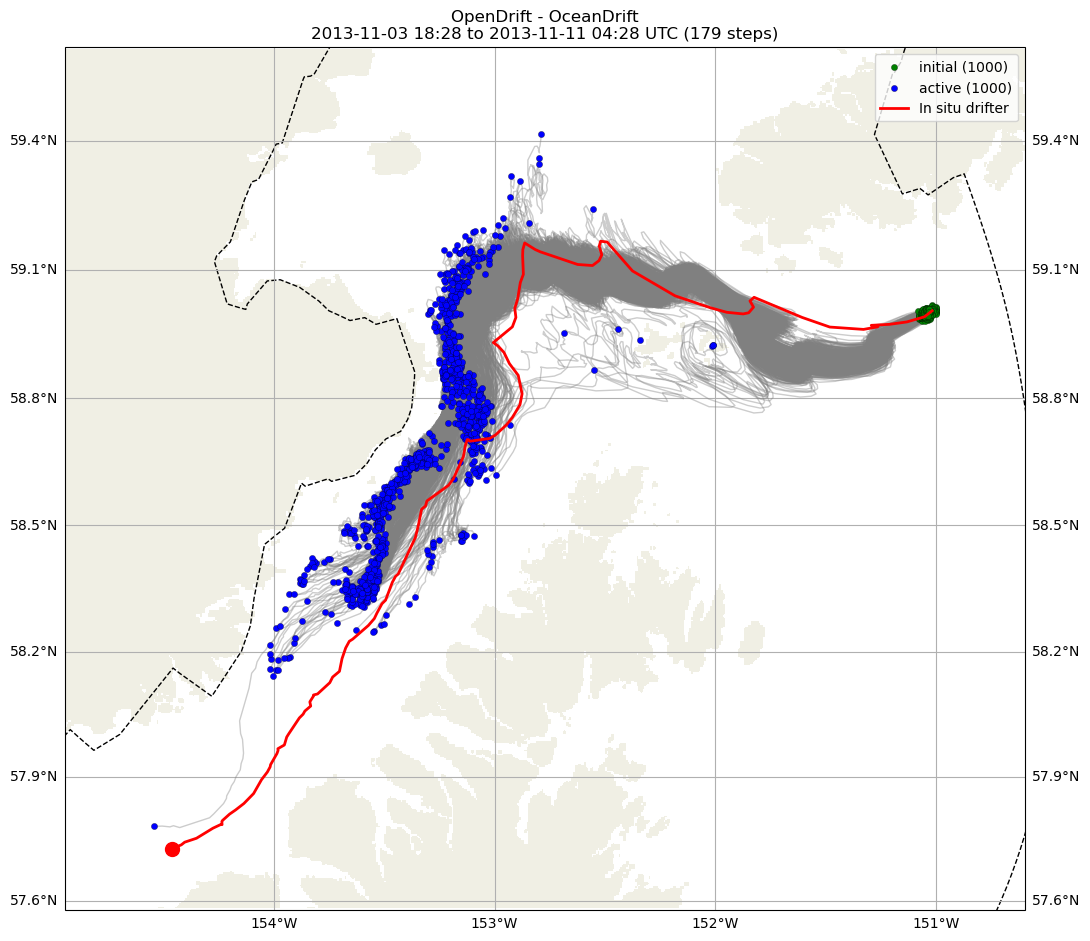 OpenDrift - OceanDrift
2013-11-03 18:28 to 2013-11-11 04:28 UTC (179 steps)
initial (1000)
active (1000)
In situ drifter
59.4°N
59.4°N
59.1°N
59.1°N
58.8°N
58.8°N
58.5°N
58.5°N
58.2°N
58.2°N
57.9°N
57.9°N
57.6°N
57.6°N
154°W
153°W
152°W
151°W